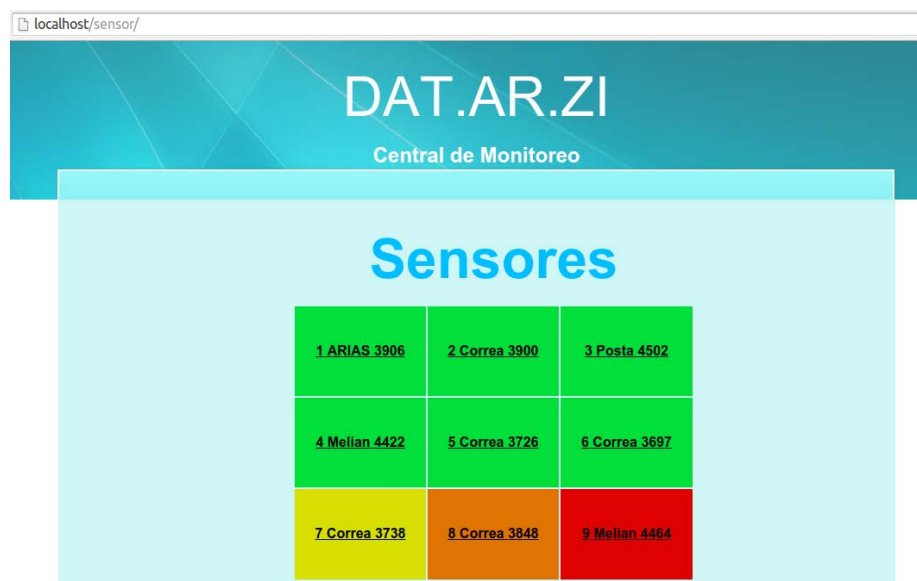 localhost/sensor/
DAT.AR.ZI
Central de Monitoreo
Sensores
1 ARIAS 3906 2 Correa 3900 3 Posta 4502
4 Melian 4422 5 Correa 3726 6 Correa 3697
7 Correa 3738 8 Correa 3848 9 Melian 4464